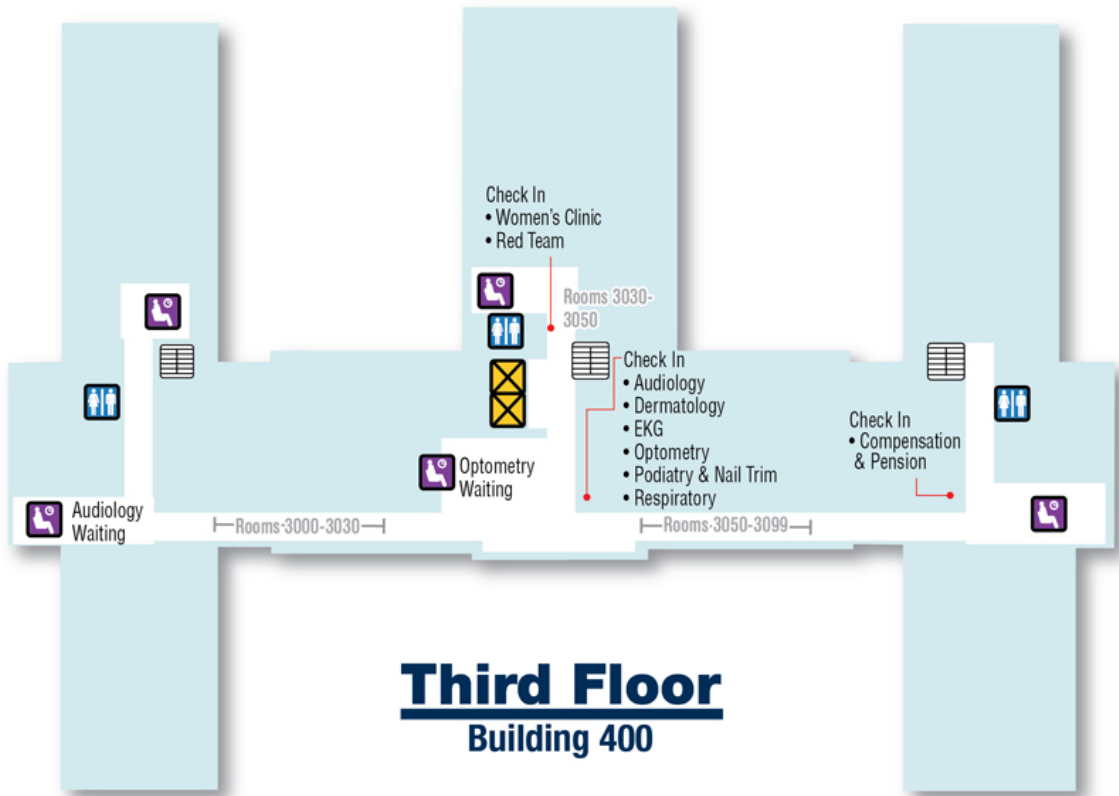 Check In
• Women's Clinic
• Red Team
Rooms 3030-
3050
Check In
• Audiology
• Dermatology
• EKG
• Optometry
• Podiatry & Nail Trim
• Respiratory
Check In
• Compensation
& Pension
Optometry
Waiting
Audiology
Waiting
Rooms 3000-3030
Rooms 3050-3099
Third Floor
Building 400